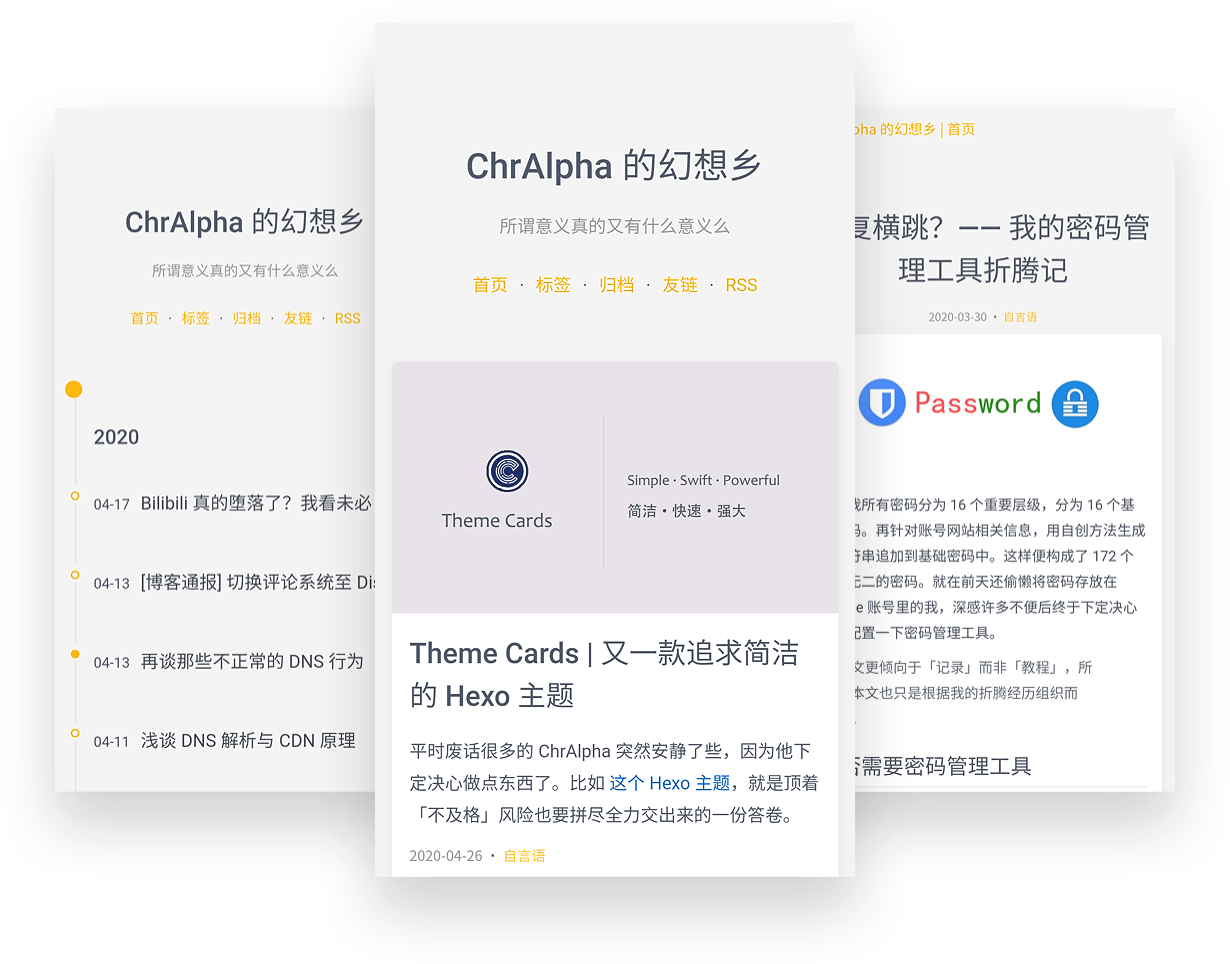 ChrAlpha 的幻想乡
所谓意义真的又有什么意义么
首页 · 标签 · 归档 · 友链 · RSS
2020
04-17 Bilibili 真的堕落了？我看未必
04-13 [博客通报] 切换评论系统至 Dis
04-13 再谈那些不正常的 DNS 行为
04-11 浅谈 DNS 解析与 CDN 原理
ChrAlpha 的幻想乡
所谓意义真的又有什么意义么
首页 · 标签 · 归档 · 友链 · RSS
Theme Cards
Simple · Swift · Powerful
简洁 • 快速 • 强大
Theme Cards | 又一款追求简洁
的 Hexo 主题
平时废话很多的 ChrAlpha 突然安静了些，因为他下
定决心做点东西了。比如 这个 Hexo 主题，就是顶着
「不及格」风险也要拼尽全力交出来的一份答卷。
2020-04-26 • 自言语
pha 的幻想乡 | 首页
复横跳？—— 我的密码管
理工具折腾记
2020-03-30 • 自言语
Password
我所有密码分为 16 个重要层级，分为 16 个基
码。再针对账号网站相关信息，用自创方法生成
符串追加到基础密码中。这样便构成了 172 个
无二的密码。就在前天还偷懒将密码存放在
e 账号里的我，深感许多不便后终于下定决心
配置一下密码管理工具。
文更倾向于「记录」而非「教程」，所
本文也只是根据我的折腾经历组织而
否需要密码管理工具